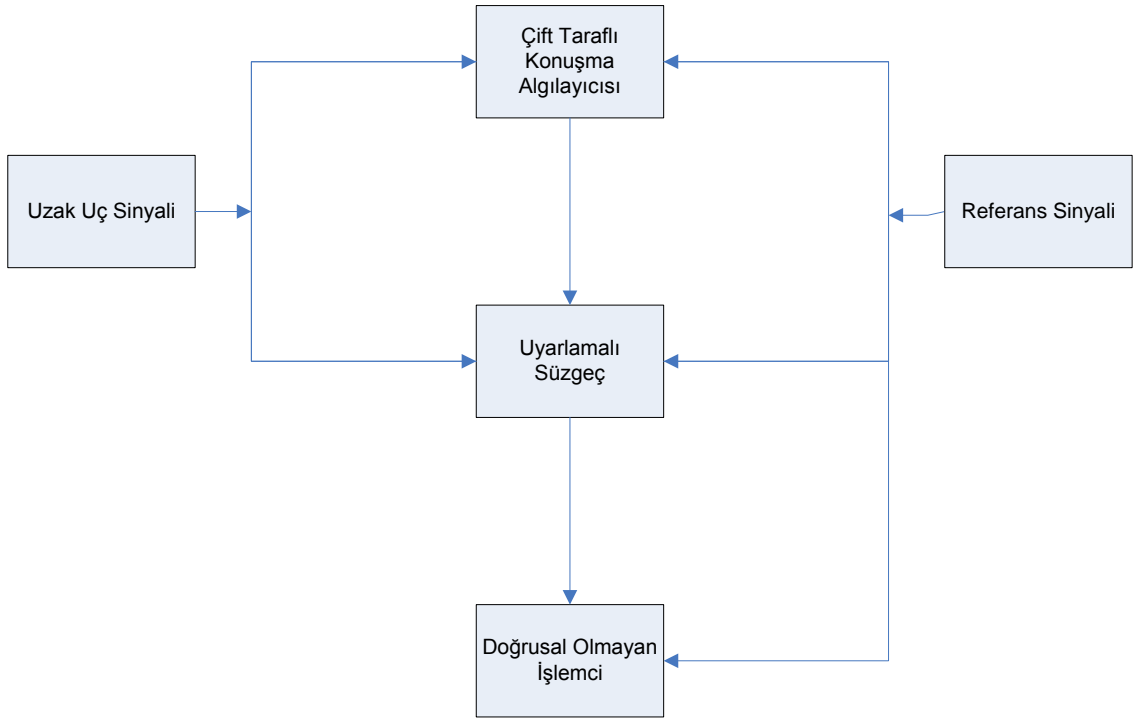 Çift Taraflı
Konuşma
Algılayıcısı
Uzak Uç Sinyali
Referans Sinyali
Uyarlamalı
Süzgeç
Doğrusal Olmayan
İşlemci